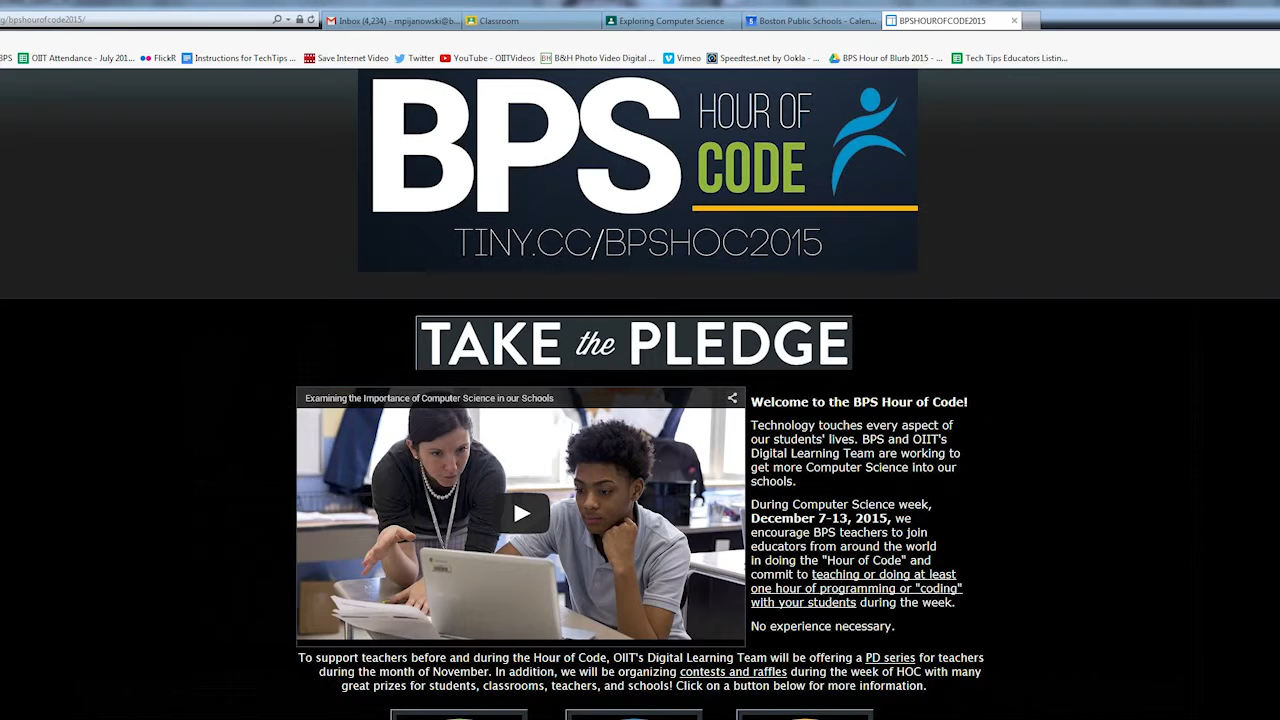 g/bpshourofcode2015/
Inbox (4,234) - mpijanowski@b...
Classroom
Exploring Computer Science
Boston Public Schools - Calen...
BPSHOUROFCODE2015
BPS
OIIT Attendance - July 201...
FlickR
Instructions for TechTips ...
Save Internet Video
Twitter
YouTube - OIITVideos
B&H Photo Video Digital ...
Vimeo
Speedtest.net by Ookla - ...
BPS Hour of Blurb 2015 - ...
Tech Tips Educators Listin...
BPS
HOUR OF
CODE
TINY.CC/BPSHOC2015
TAKE the PLEDGE
Examining the Importance of Computer Science in our Schools
Welcome to the BPS Hour of Code!
Technology touches every aspect of
our students' lives. BPS and OIIT's
Digital Learning Team are working to
get more Computer Science into our
schools.
During Computer Science week,
December 7-13, 2015, we
encourage BPS teachers to join
educators from around the world
in doing the "Hour of Code" and
commit to teaching or doing at least
one hour of programming or "coding"
with your students during the week.
No experience necessary.
To support teachers before and during the Hour of Code, OIIT's Digital Learning Team will be offering a PD series for teachers
during the month of November. In addition, we will be organizing contests and raffles during the week of HOC with many
great prizes for students, classrooms, teachers, and schools! Click on a button below for more information.